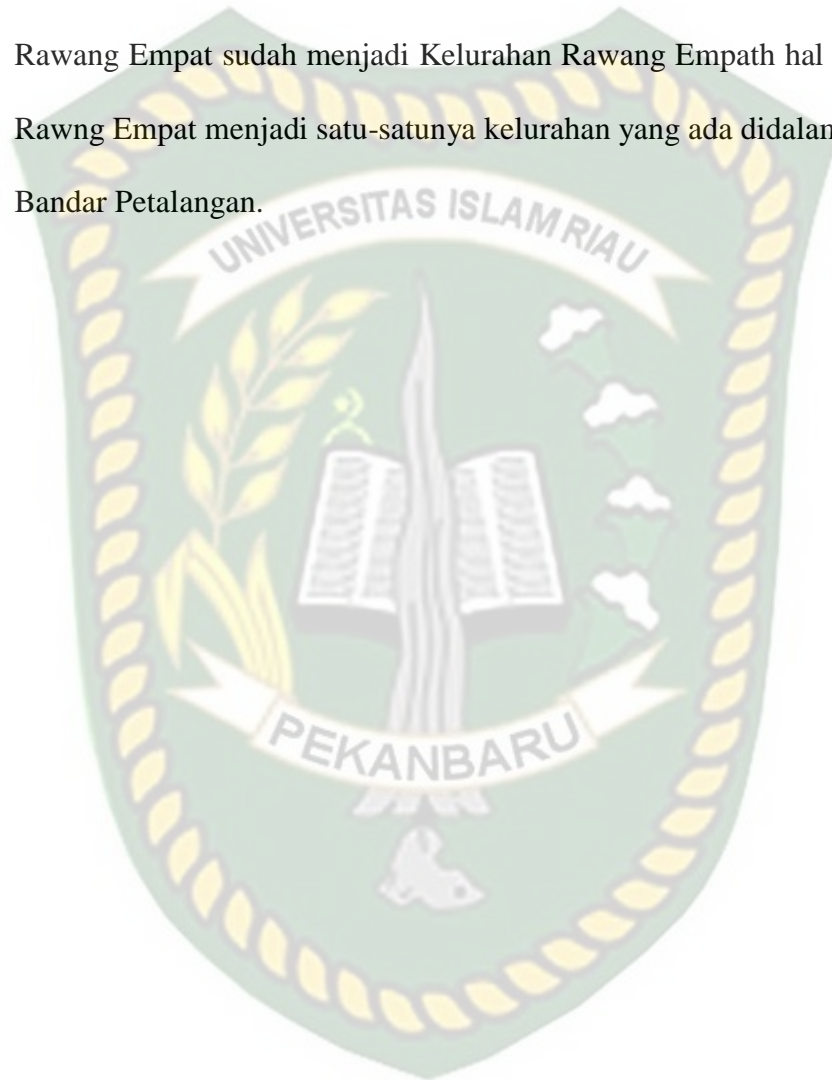 Rawang Empat sudah menjadi Kelurahan Rawang Empath hal
Rawng Empat menjadi satu-satunya kelurahan yang ada didalam
Bandar Petalangan.
UNIVERSITAS ISLAM RIAU
PEKANBARU